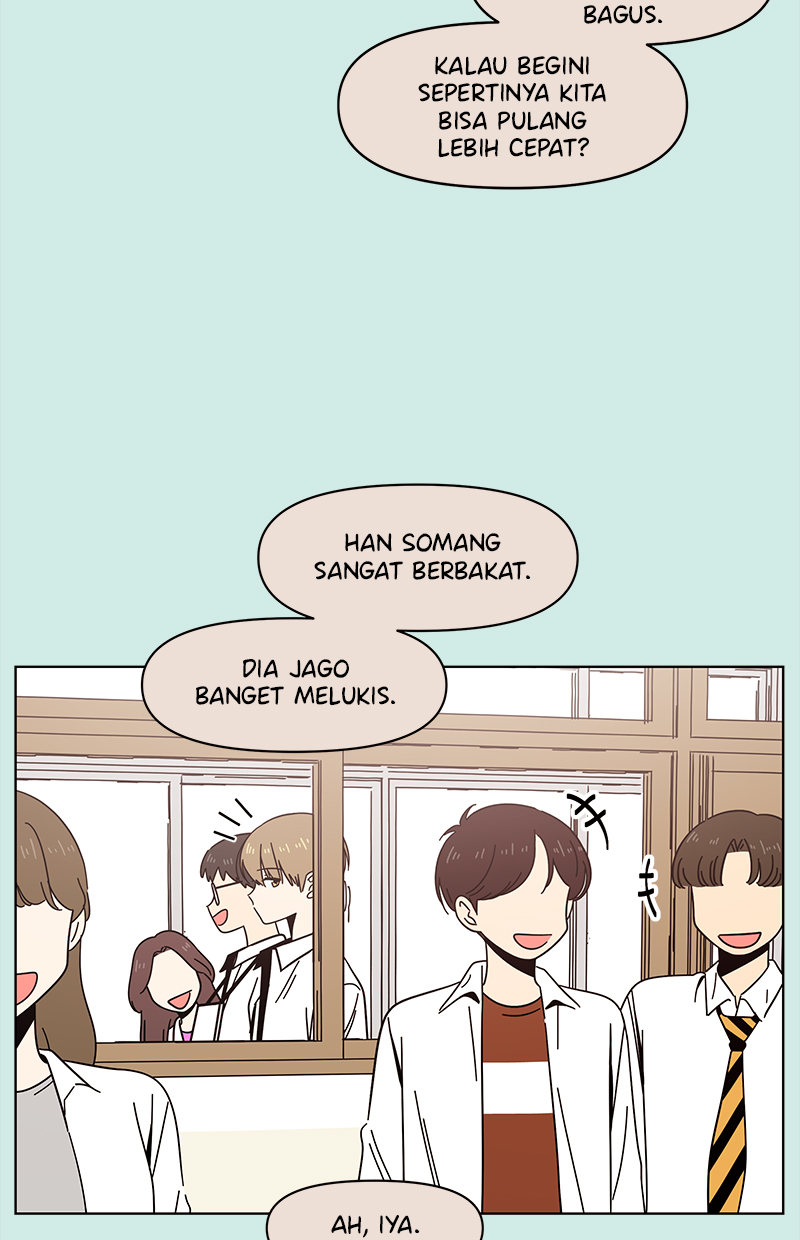 BAGUS.
KALAU BEGINI
SEPERTINYA KITA
BISA PULANG
LEBIH CEPAT?
HAN SOMANG
SANGAT BERBAKAT.
DIA JAGO
BANGET MELUKIS.
AH, IYA.